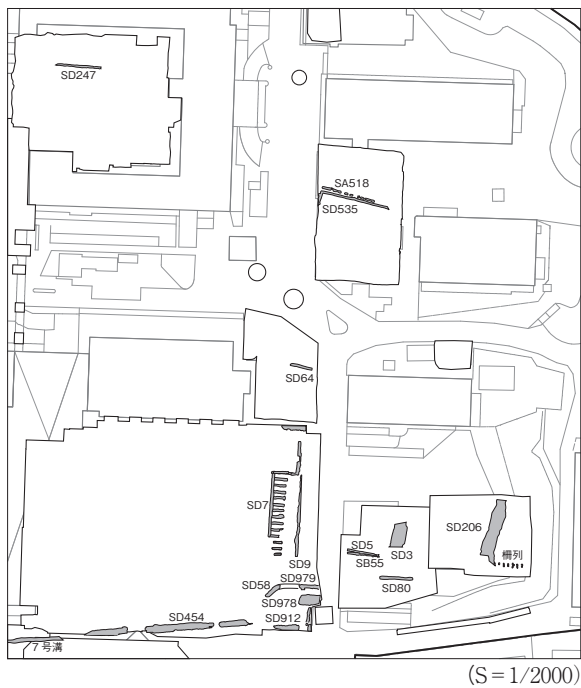 SD247
SA518
SD535
SD64
SD7
SD206
SD5
SD3
柵列
SB55
SD9
SD979
SD58
SD80
SD978
SD454
SD912
7号溝
(S=1/2000)